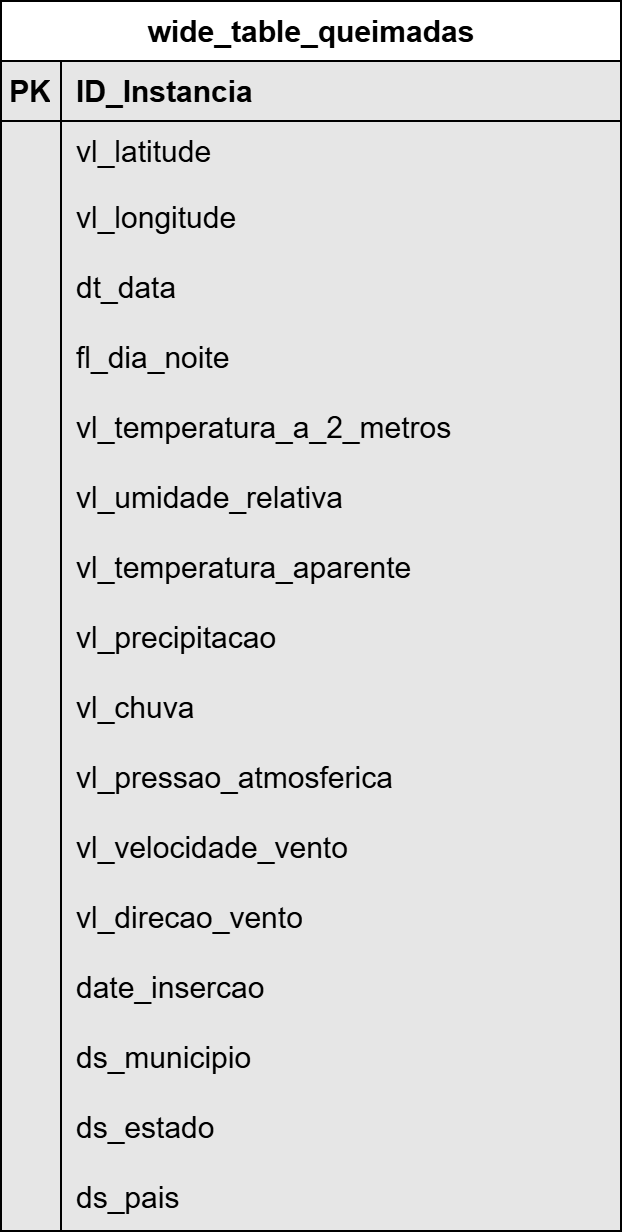 wide_table_queimadas
PK ID_Instancia
vl_latitude
vl_longitude
dt_data
fl_dia_noite
vl_temperatura_a_2_metros
vl_umidade_relativa
vl_temperatura_aparente
vl_precipitacao
vl_chuva
vl_pressao_atmosferica
vl_velocidade_vento
vl_direcao_vento
date_insercao
ds_municipio
ds_estado
ds_pais